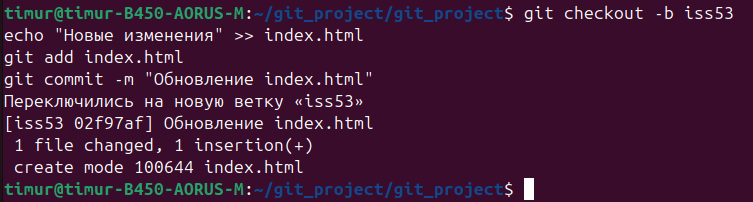 timur@timur-B450-AORUS-M:~/git_project/git_project$ git checkout -b iss53
echo "Новые изменения" >> index.html
git add index.html
git commit -m "Обновление index.html"
Переключились на новую ветку «iss53»
[iss53 02f97af] Обновление index.html
 1 file changed, 1 insertion(+)
 create mode 100644 index.html
timur@timur-B450-AORUS-M:~/git_project/git_project$